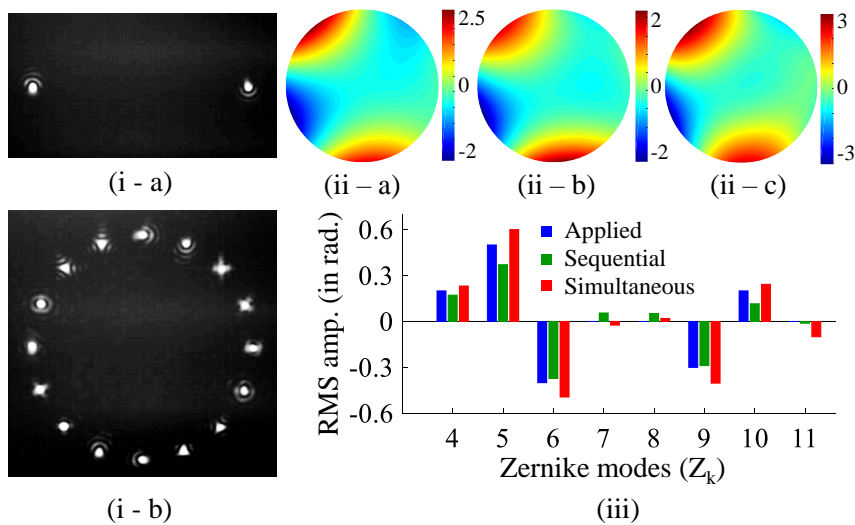 2.5
0
-2
2
0
-2
3
0
-3
(i - a)
(ii – a)
(ii – b)
(ii – c)
(i - b)
RMS amp. (in rad.)
0.6
0.3
0
-0.3
-0.6
Applied
Sequential
Simultaneous
4 5 6 7 8 9 10 11
Zernike modes (Zk)
(iii)